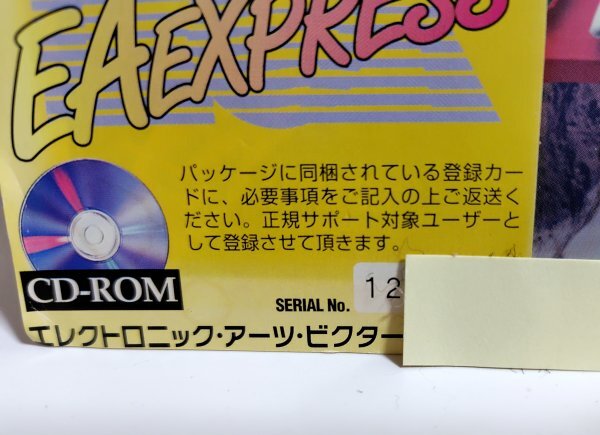 EA EXPRESS
パッケージに同梱されている登録カー
ドに、必要事項をご記入の上ご返送く
ださい。正規サポート対象ユーザーと
して登録させて頂きます。
CD-ROM
SERIAL No. 12
エレクトロニック・アーツ・ビクター